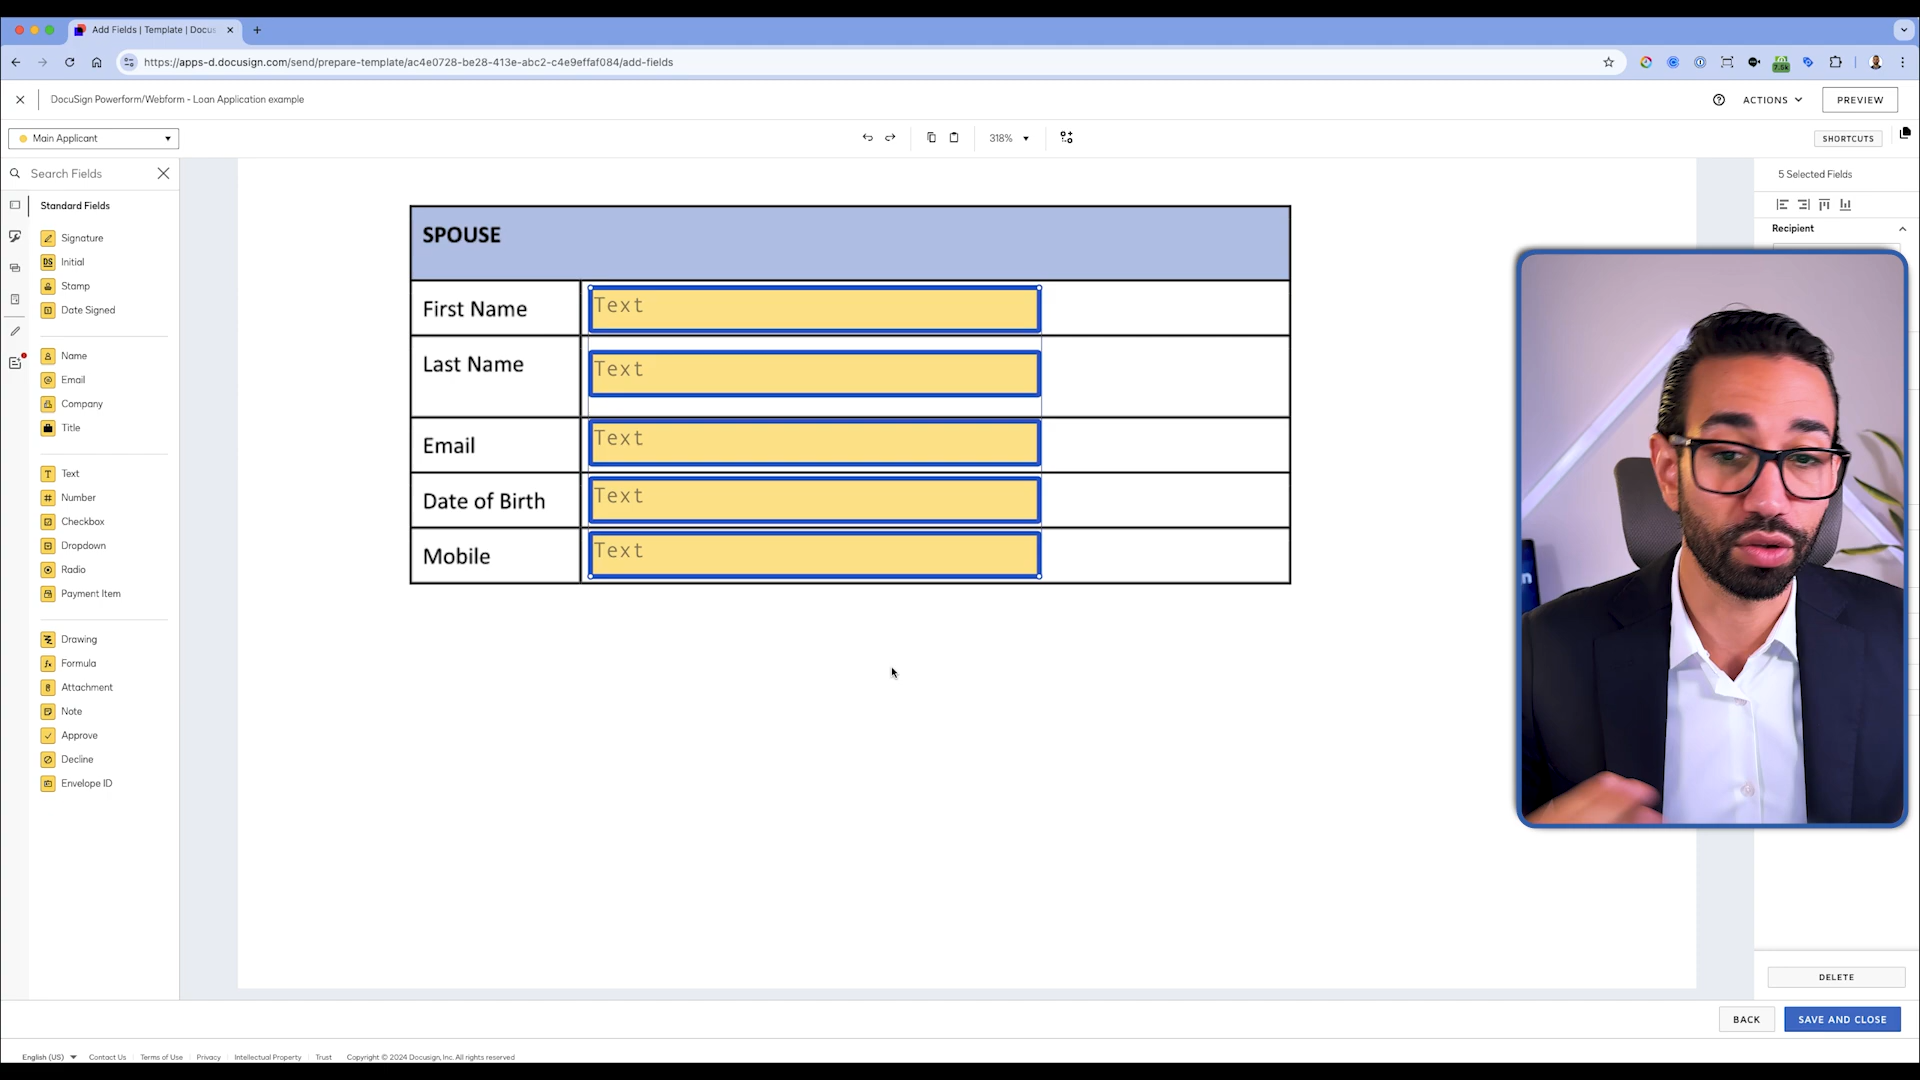 Add Fields | Template | Docus
https://apps-d.docusign.com/send/prepare-template/ac4e0728-be28-413e-abc2-c4e9effaf084/add-fields
7.5k
DocuSign Powerform/Webform - Loan Application example
ACTIONS
PREVIEW
Main Applicant
318%
SHORTCUTS
Search Fields
5 Selected Fields
Standard Fields
Recipient
Signature
DS Initial
Stamp
Date Signed
Name
Email
Company
Title
T Text
Number
Checkbox
Dropdown
Radio
Payment Item
Drawing
fx Formula
Attachment
Note
Approve
Decline
Envelope ID
SPOUSE
First Name Text
Last Name Text
Email Text
Date of Birth Text
Mobile Text
DELETE
BACK
SAVE AND CLOSE
English (US) Contact Us Terms of Use Privacy Intellectual Property Trust Copyright © 2024 Docusign, Inc. All rights reserved